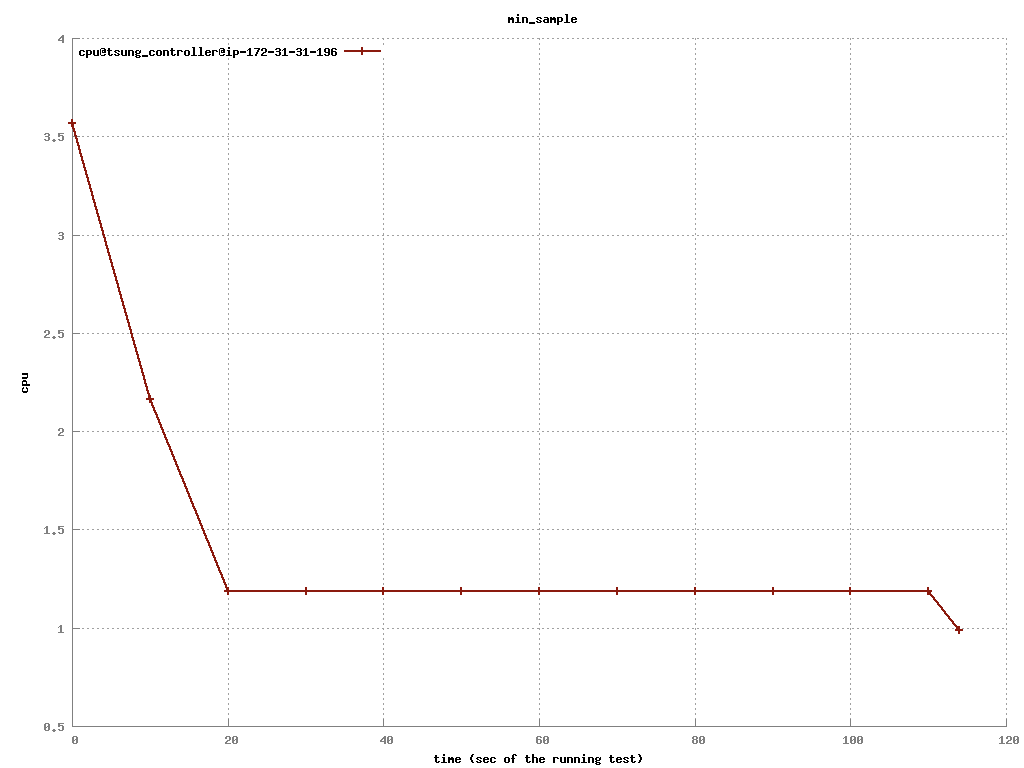 min_sample
cpu@tsung_controller@ip-172-31-31-196
4
3.5
3
2.5
2
1.5
1
0.5
cpu
0 20 40 60 80 100 120
time (sec of the running test)